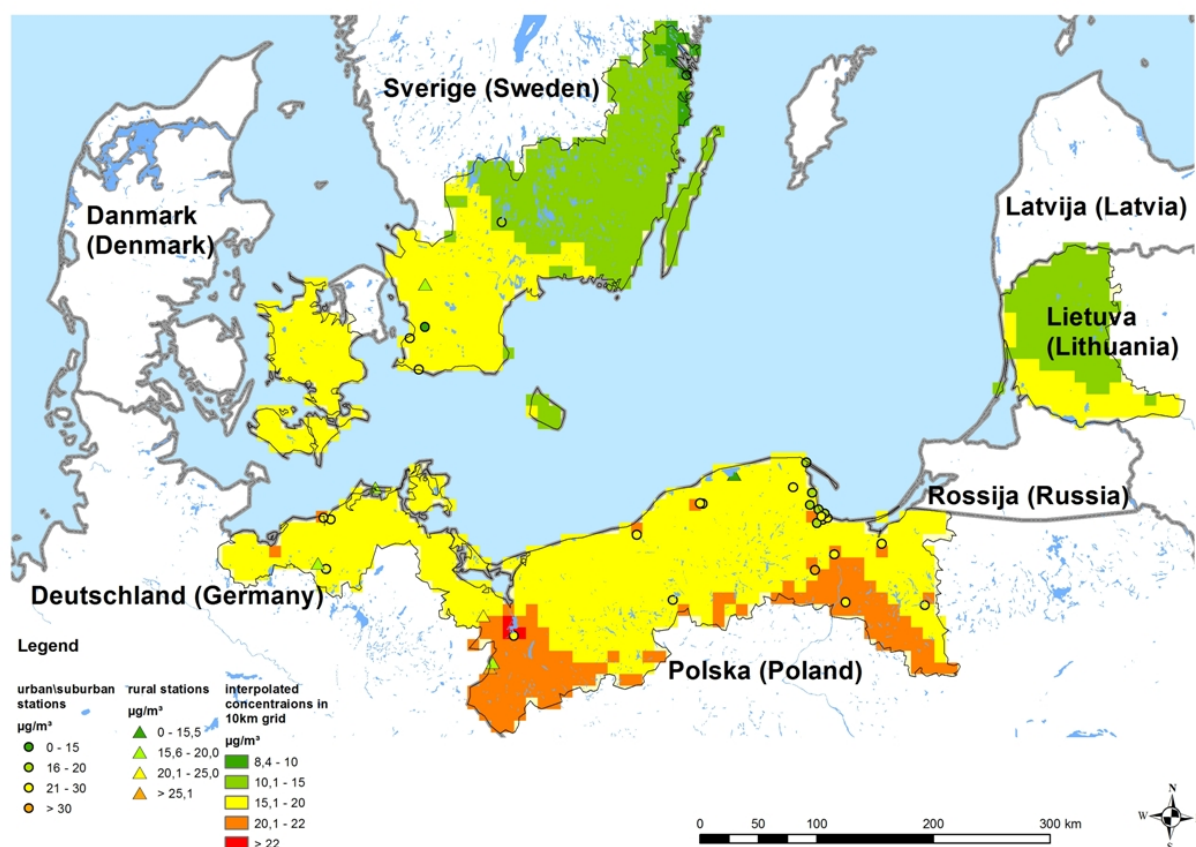 Sverige (Sweden)
Danmark
(Denmark)
Latvija (Latvia)
Lietuva
(Lithuania)
Rossija (Russia)
Deutschland (Germany)
Polska (Poland)
Legend
urban\suburban
stations
µg/m³
0 - 15
16 - 20
21 - 30
> 30
rural stations
µg/m³
0 - 15,5
15,6 - 20,0
20,1 - 25,0
> 25,1
interpolated
concentraions in
10km grid
µg/m³
8,4 - 10
10,1 - 15
15,1 - 20
20,1 - 22
> 22
0 50 100 200 300 km
N
W E
S